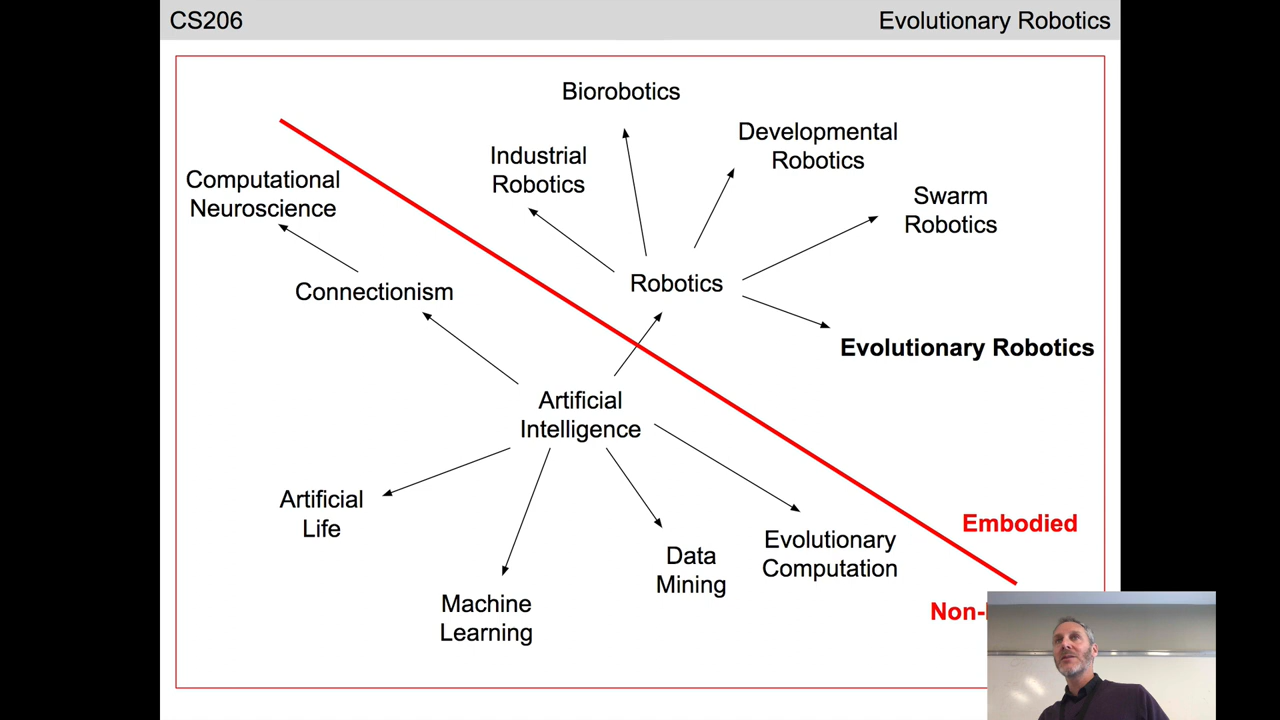 CS206
Evolutionary Robotics
Biorobotics
Developmental
Robotics
Industrial
Robotics
Computational
Neuroscience
Swarm
Robotics
Robotics
Connectionism
Evolutionary Robotics
Artificial
Intelligence
Artificial
Life
Embodied
Evolutionary
Computation
Data
Mining
Machine
Learning
Non-